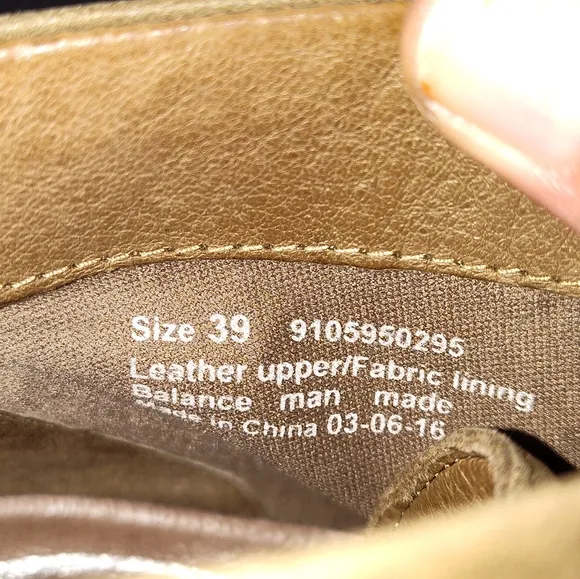 Size 39 9105950295
Leather upper/Fabric lining
Balance man made
Made in China 03-06-16